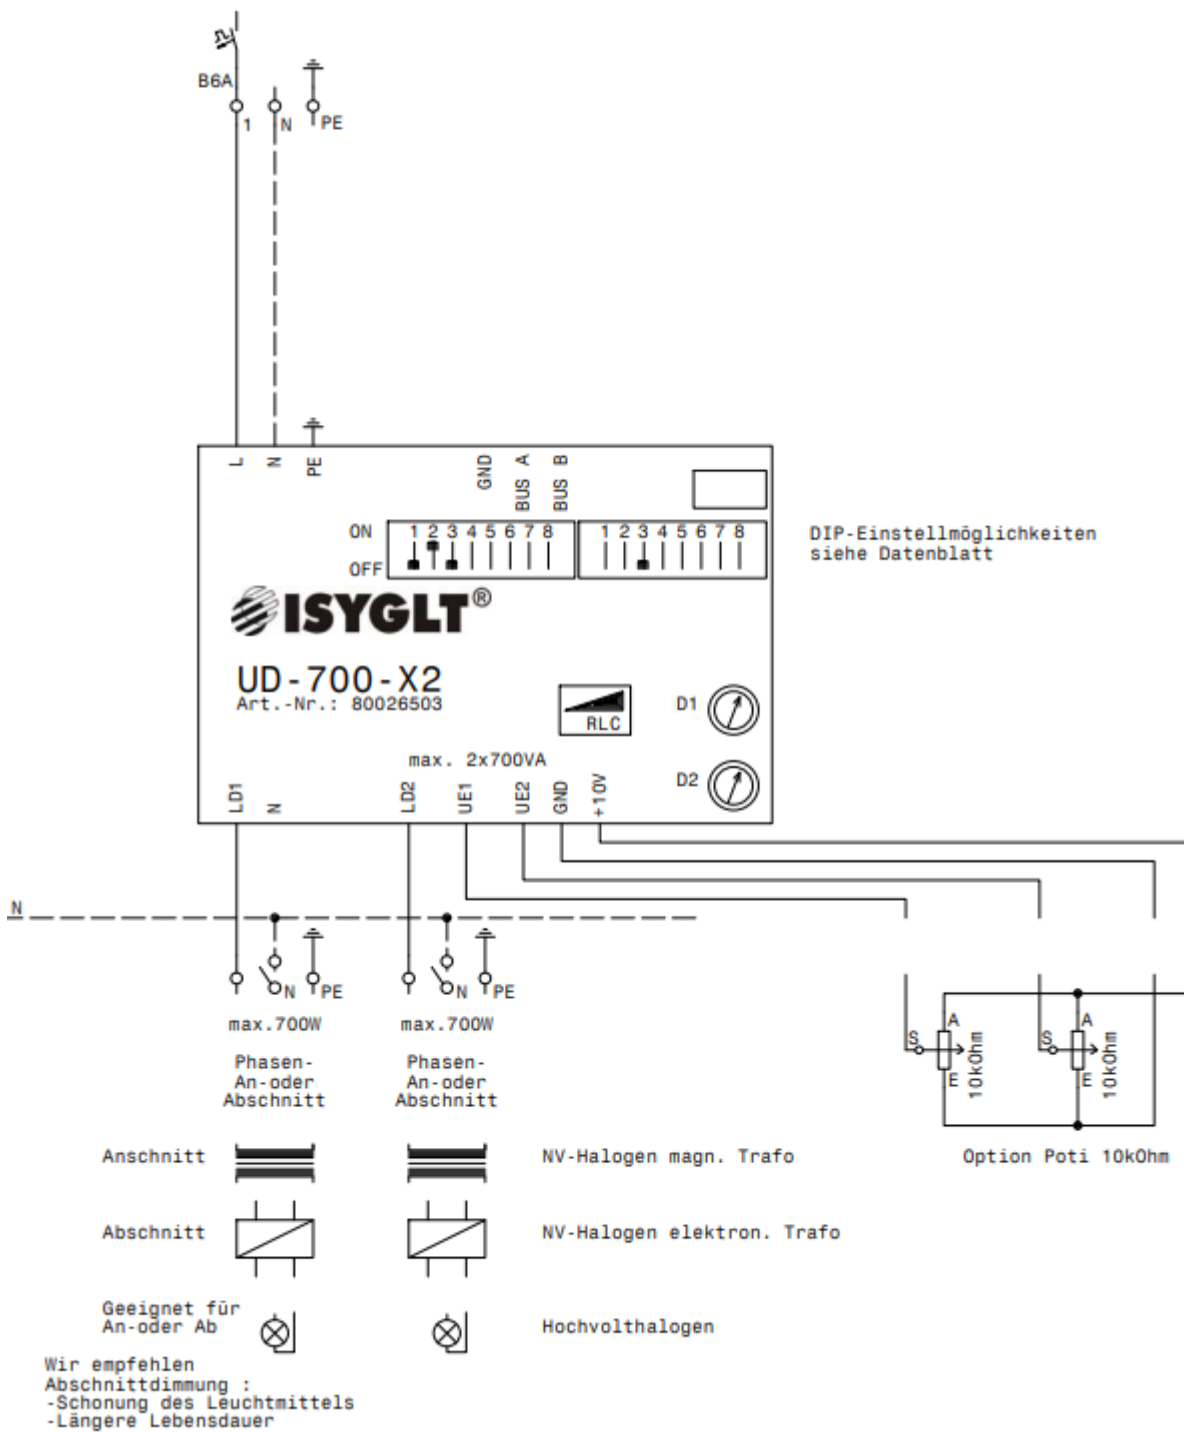 B6A
1
N
PE
L
N
PE
GND
BUS A
BUS B
ON
1 2 3 4 5 6 7 8
1 2 3 4 5 6 7 8
OFF
DIP-Einstellmöglichkeiten
siehe Datenblatt
ISYGLT®
UD-700-X2
Art.-Nr.: 80026503
RLC
D1
D2
max. 2x700VA
LD1
N
LD2
UE1
UE2
GND
+10V
N
N
PE
N
PE
max.700W
max.700W
Phasen-
An-oder
Abschnitt
Phasen-
An-oder
Abschnitt
S
A
E
10kOhm
S
A
E
10kOhm
Option Poti 10kOhm
Anschnitt
NV-Halogen magn. Trafo
Abschnitt
NV-Halogen elektron. Trafo
Geeignet für
An-oder Ab
Hochvolthalogen
Wir empfehlen
Abschnittdimmung :
-Schonung des Leuchtmittels
-Längere Lebensdauer